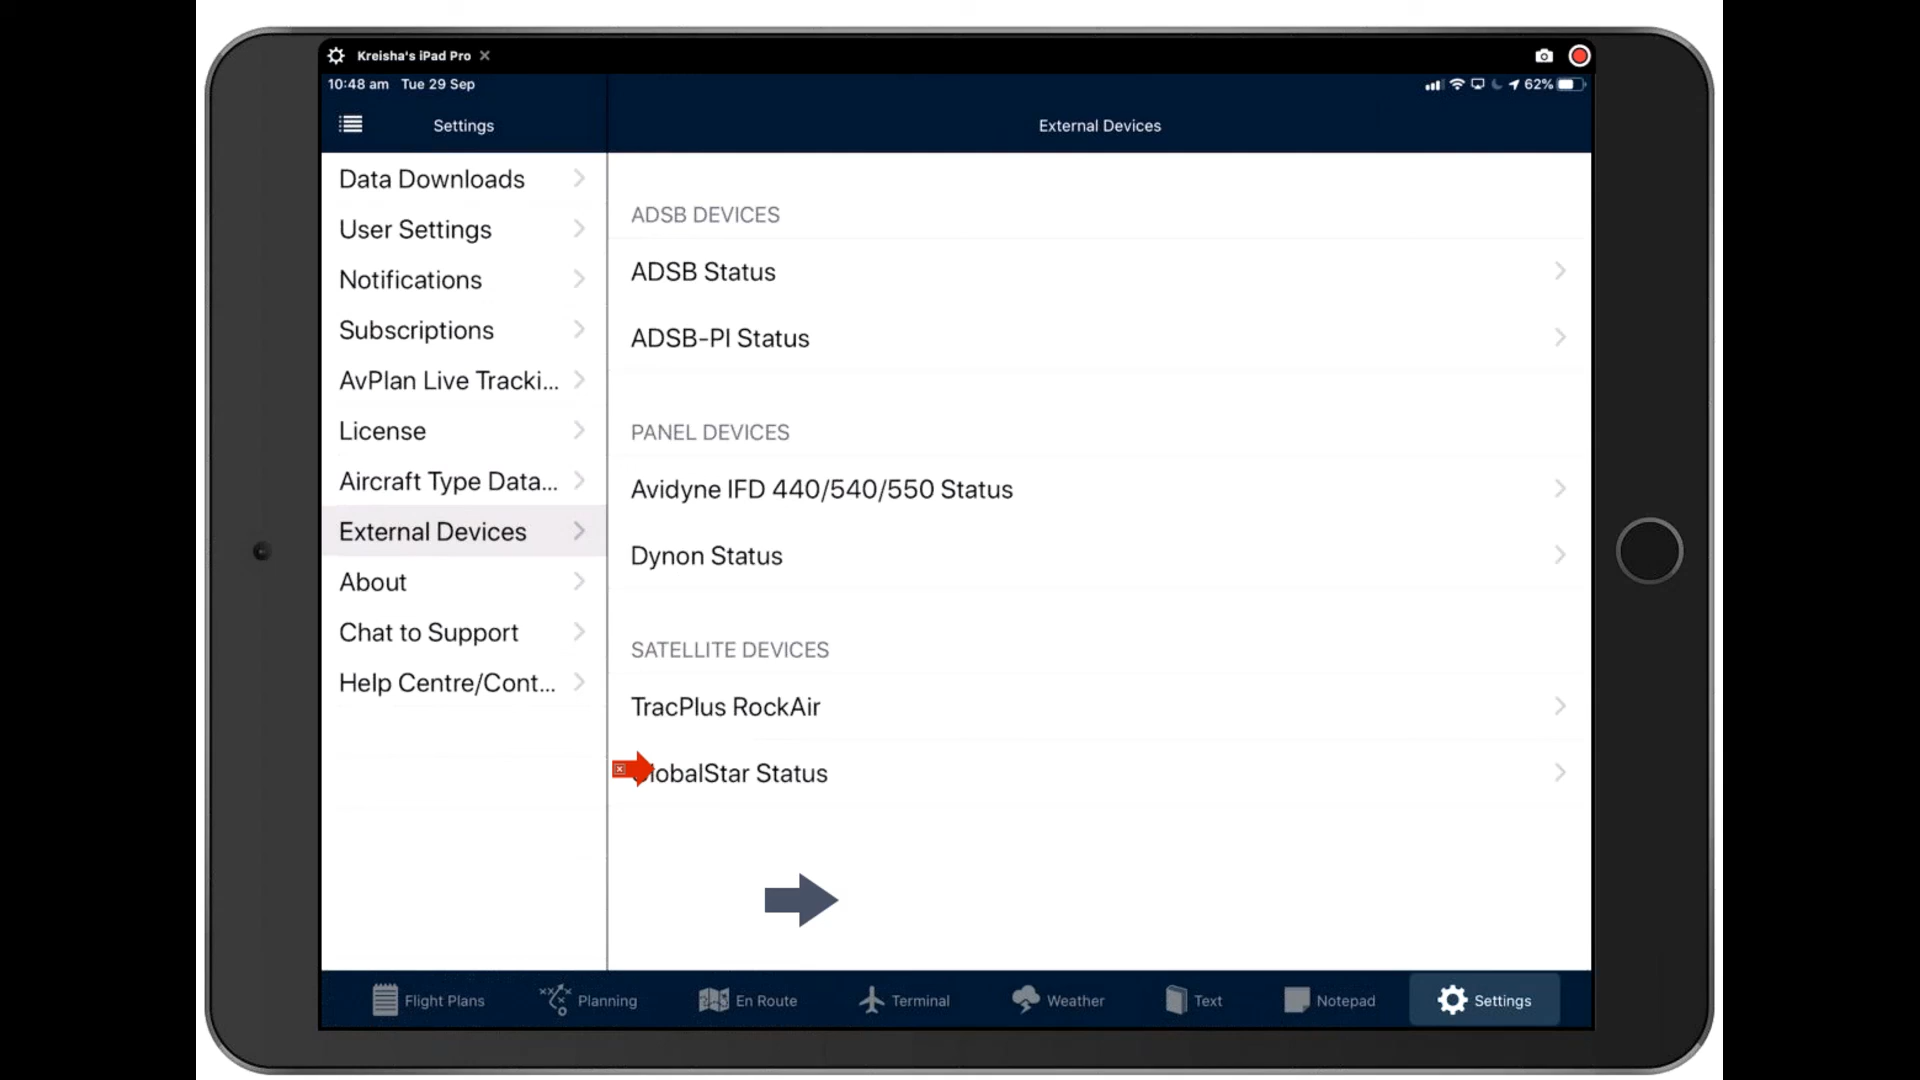 Kreisha's iPad Pro
10:48 am Tue 29 Sep
62%
Settings
External Devices
Data Downloads
User Settings
Notifications
Subscriptions
AvPlan Live Tracki...
License
Aircraft Type Data...
External Devices
About
Chat to Support
Help Centre/Cont...
ADSB DEVICES
ADSB Status
ADSB-PI Status
PANEL DEVICES
Avidyne IFD 440/540/550 Status
Dynon Status
SATELLITE DEVICES
TracPlus RockAir
GlobalStar Status
Flight Plans
Planning
En Route
Terminal
Weather
Text
Notepad
Settings